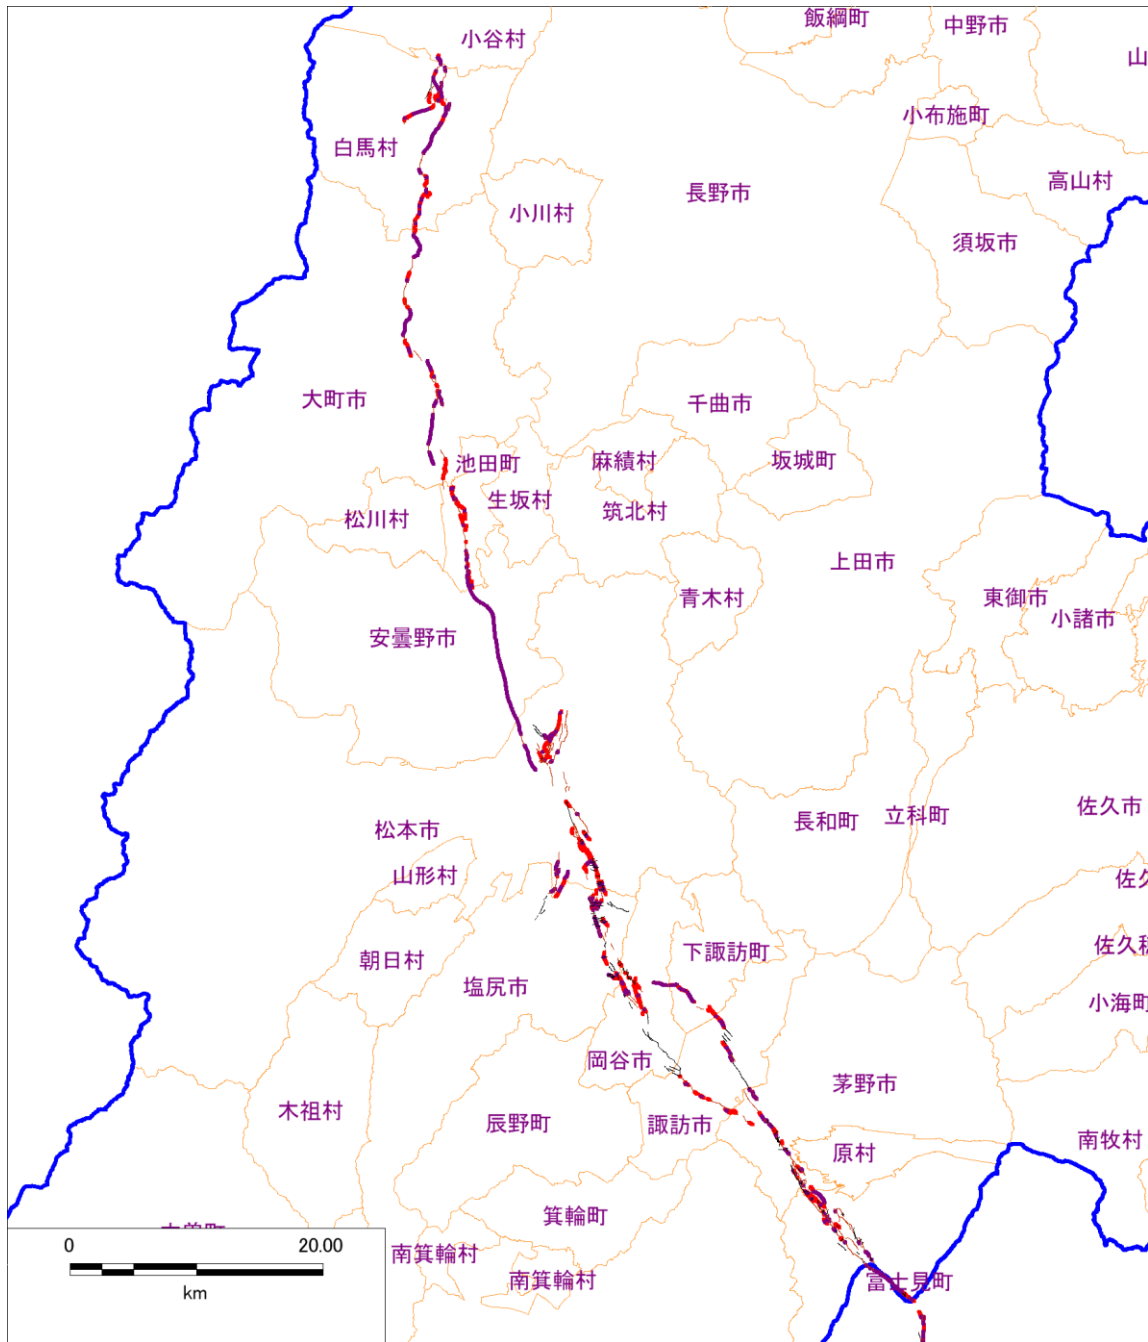 飯綱町
中野市
小谷村
山
小布施町
白馬村
高山村
長野市
小川村
須坂市
大町市
千曲市
池田町
麻績村
坂城町
生坂村
筑北村
松川村
上田市
青木村
東御市
小諸市
安曇野市
佐久市
長和町
立科町
松本市
山形村
佐久
佐久穂
朝日村
下諏訪町
塩尻市
小海町
岡谷市
茅野市
木祖村
辰野町
諏訪市
南牧村
原村
箕輪町
0 20.00
km
南箕輪村
南箕輪村
富士見町